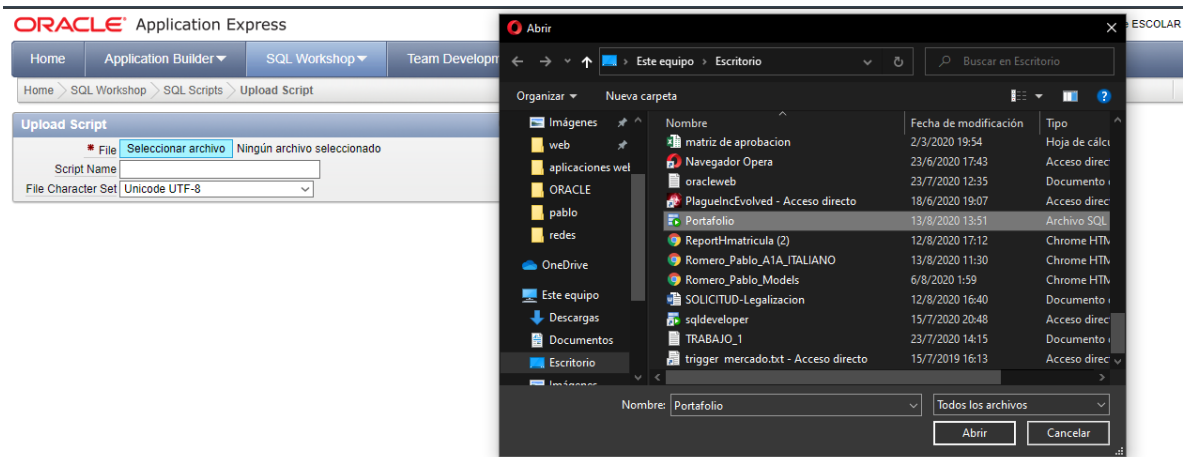 ORACLE Application Express
Home Application Builder SQL Workshop Team Developm
Home SQL Workshop SQL Scripts Upload Script
Upload Script
* File Seleccionar archivo Ningún archivo seleccionado
Script Name
File Character Set Unicode UTF-8
ESCOLAR
Abrir
Este equipo Escritorio
Buscar en Escritorio
Organizar Nueva carpeta
Imágenes
web
aplicaciones wel
ORACLE
pablo
redes
OneDrive
Este equipo
Descargas
Documentos
Escritorio
Imágenes
Nombre Fecha de modificación Tipo
matriz de aprobacion 2/3/2020 19:54 Hoja de cálcu
Navegador Opera 23/6/2020 17:43 Acceso direc
oracleweb 23/7/2020 12:35 Documento
PlagueIncEvolved - Acceso directo 18/6/2020 19:07 Acceso direc
Portafolio 13/8/2020 13:51 Archivo SQL
ReportHmatricula (2) 12/8/2020 17:12 Chrome HTM
Romero_Pablo_A1A_ITALIANO 13/8/2020 11:30 Chrome HTM
Romero_Pablo_Models 6/8/2020 1:59 Chrome HTM
SOLICITUD-Legalizacion 12/8/2020 16:40 Documento
sqldeveloper 15/7/2020 20:48 Acceso direc
TRABAJO_1 23/7/2020 14:15 Documento
trigger mercado.txt - Acceso directo 15/7/2019 16:13 Acceso direc
Nombre: Portafolio Todos los archivos
Abrir Cancelar